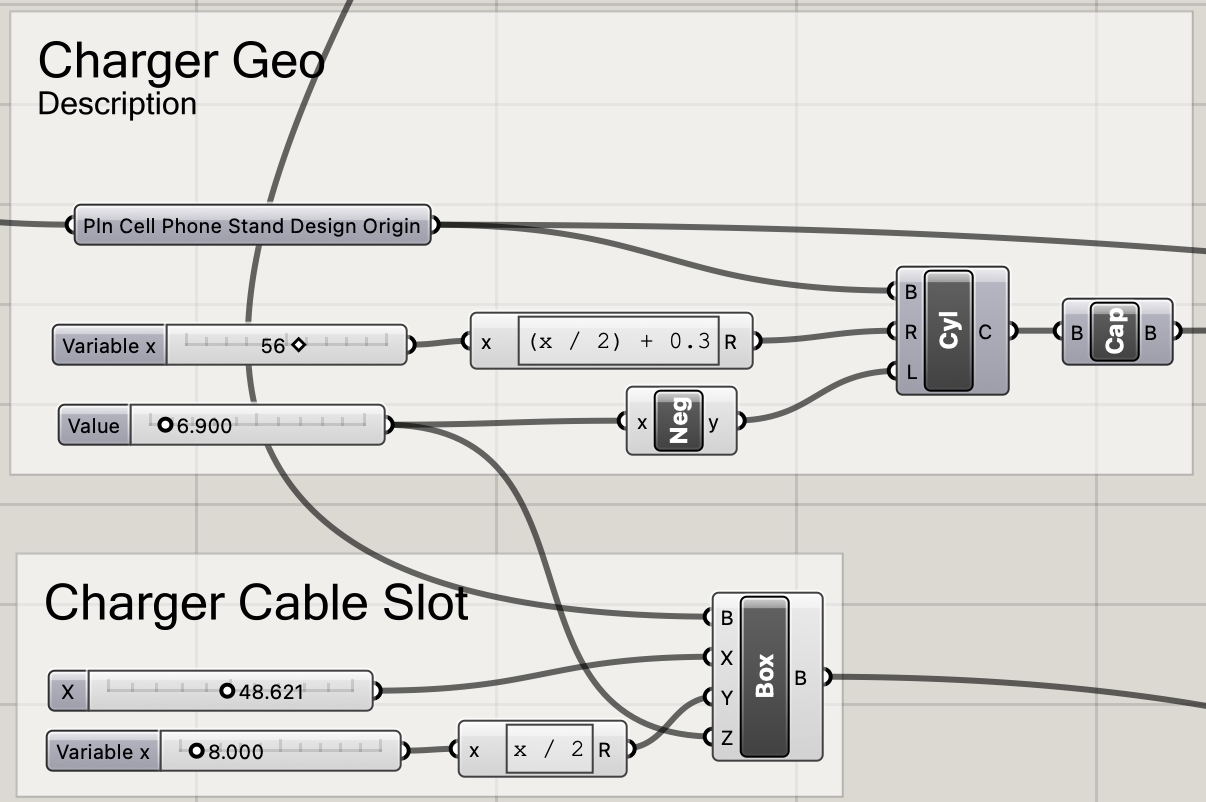 Charger Geo
Description
Pln Cell Phone Stand Design Origin
Variable x 56
x (x / 2) + 0.3 R
B
R
L
Cyl
C
B Cap B
Value 6.900
x Neg y
Charger Cable Slot
X 48.621
Variable x 8.000
x x / 2 R
B
X
Y
Z
Box
B